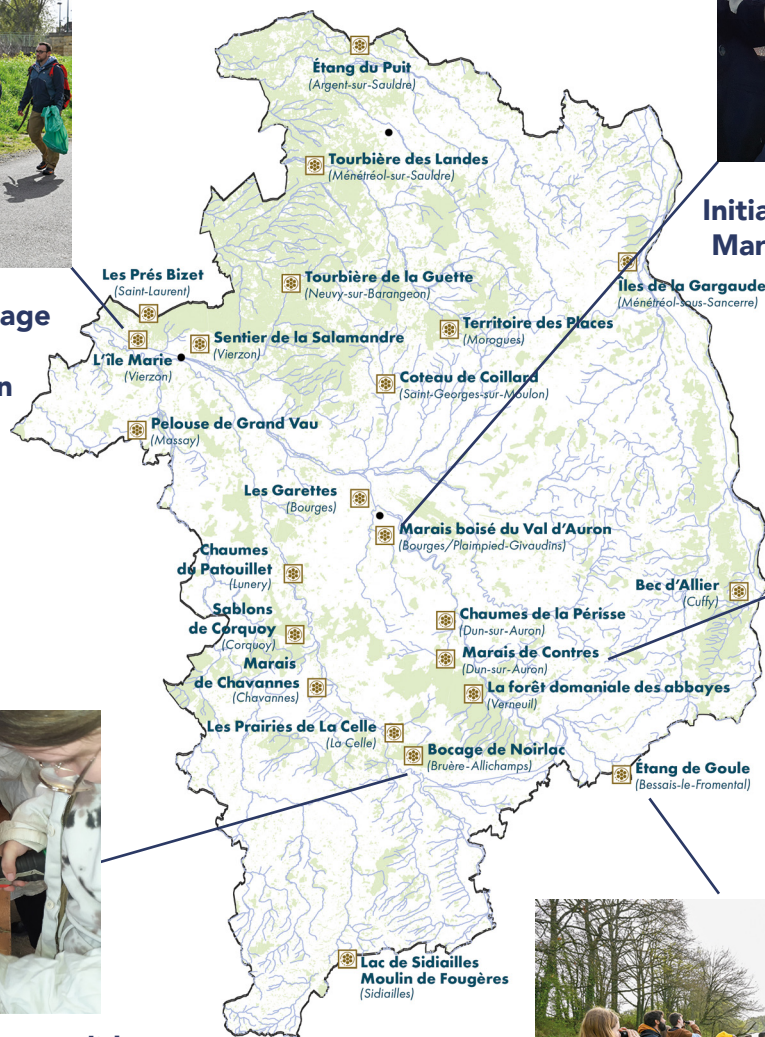 Étang du Puit
(Argent-sur-Sauldre)
Tourbière des Landes
(Ménétréol-sur-Sauldre)
Initia
Mar
Les Prés Bizet
(Saint-Laurent)
Tourbière de la Guette
(Neuvy-sur-Barangeon)
Îles de la Gargaude
(Ménétréol-sous-Sancerre)
age
Sentier de la Salamandre
(Vierzon)
Territoire des Places
(Morogues)
L'île Marie
(Vierzon)
n
Coteau de Coillard
(Saint-Georges-sur-Moulon)
Pelouse de Grand Vau
(Massay)
Les Garettes
(Bourges)
Marais boisé du Val d'Auron
(Bourges/Plaimpied-Givaudins)
Chaumes
du Patouillet
(Lunery)
Bec d'Allier
(Cuffy)
Sablons
de Corquoy
(Corquoy)
Chaumes de la Périsse
(Dun-sur-Auron)
Marais
de Chavannes
(Chavannes)
Marais de Contres
(Dun-sur-Auron)
La forêt domaniale des abbayes
(Verneuil)
Les Prairies de La Celle
(La Celle)
Bocage de Noirlac
(Bruère-Allichamps)
Étang de Goule
(Bessais-le-Fromental)
Lac de Sidiailles
Moulin de Fougères
(Sidiailles)